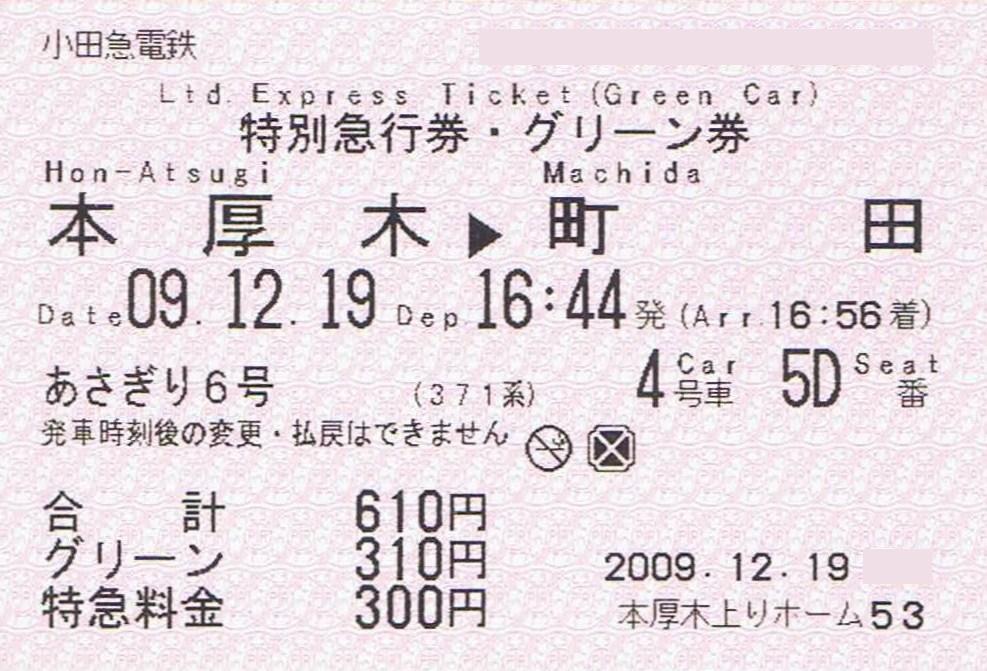 小田急電鉄
Ltd. Express Ticket (Green Car)
特別急行券・グリーン券
Hon-Atsugi Machida
本厚木▶町田
Date 09.12.19 Dep. 16:44発 (Arr. 16:56着)
あさぎり6号 (371系) 4 Car 号車 5D Seat 番
発車時刻後の変更・払戻はできません
合計 610円
グリーン 310円 2009.12.19
特急料金 300円 本厚木上りホーム53